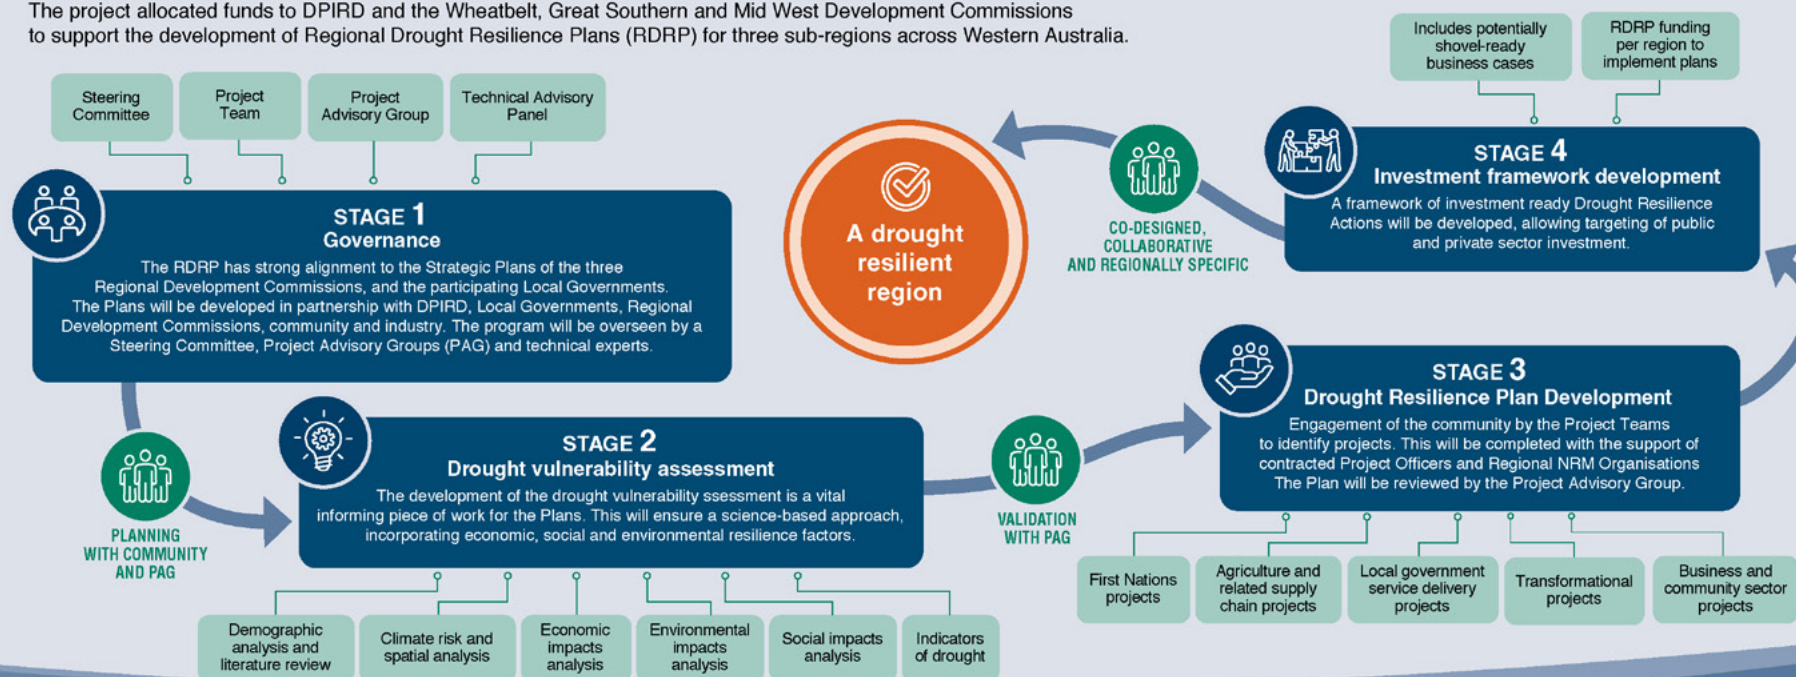 The project allocated funds to DPIRD and the Wheatbelt, Great Southern and Mid West Development Commissions
to support the development of Regional Drought Resilience Plans (RDRP) for three sub-regions across Western Australia.
Steering
Committee
Project
Team
Project
Advisory Group
Technical Advisory
Panel
STAGE 1
Governance
The RDRP has strong alignment to the Strategic Plans of the three
Regional Development Commissions, and the participating Local Governments.
The Plans will be developed in partnership with DPIRD, Local Governments, Regional
Development Commissions, community and industry. The program will be overseen by a
Steering Committee, Project Advisory Groups (PAG) and technical experts.
PLANNING
WITH COMMUNITY
AND PAG
STAGE 2
Drought vulnerability assessment
The development of the drought vulnerability ssessment is a vital
informing piece of work for the Plans. This will ensure a science-based approach,
incorporating economic, social and environmental resilience factors.
Demographic
analysis and
literature review
Climate risk and
spatial analysis
Economic
impacts
analysis
Environmental
impacts
analysis
Social impacts
analysis
Indicators
of drought
VALIDATION
WITH PAG
STAGE 3
Drought Resilience Plan Development
Engagement of the community by the Project Teams
to identify projects. This will be completed with the support of
contracted Project Officers and Regional NRM Organisations
The Plan will be reviewed by the Project Advisory Group.
First Nations
projects
Agriculture and
related supply
chain projects
Local government
service delivery
projects
Transformational
projects
Business and
community sector
projects
Includes potentially
shovel-ready
business cases
RDRP funding
per region to
implement plans
STAGE 4
Investment framework development
A framework of investment ready Drought Resilience
Actions will be developed, allowing targeting of public
and private sector investment.
CO-DESIGNED,
COLLABORATIVE
AND REGIONALLY SPECIFIC
A drought
resilient
region